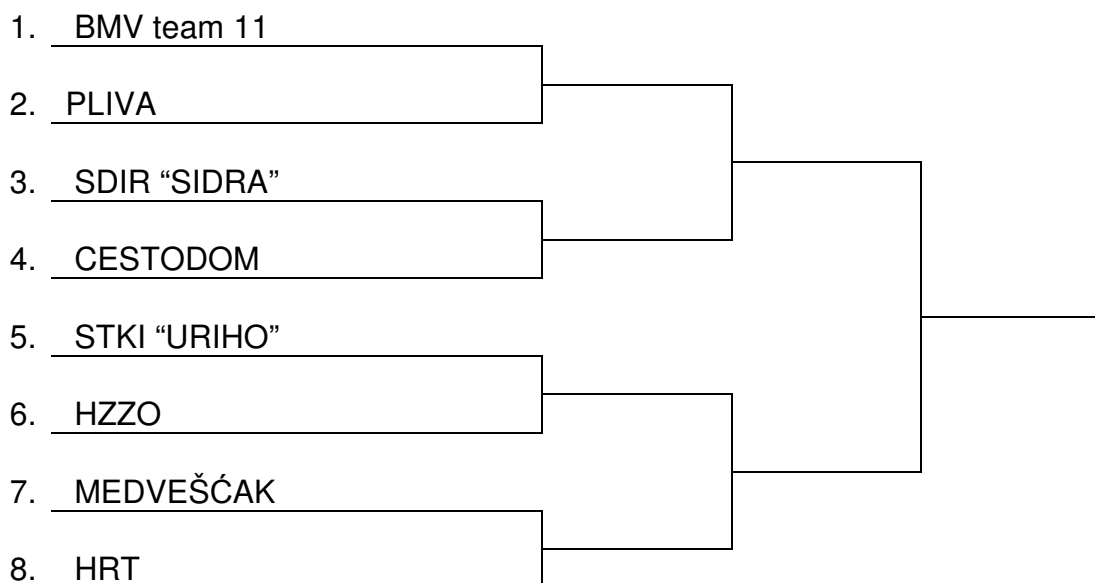 1. BMV team 11
2. PLIVA
3. SDIR “SIDRA”
4. CESTODOM
5. STKI “URIHO”
6. HZZO
7. MEDVEŠĆAK
8. HRT